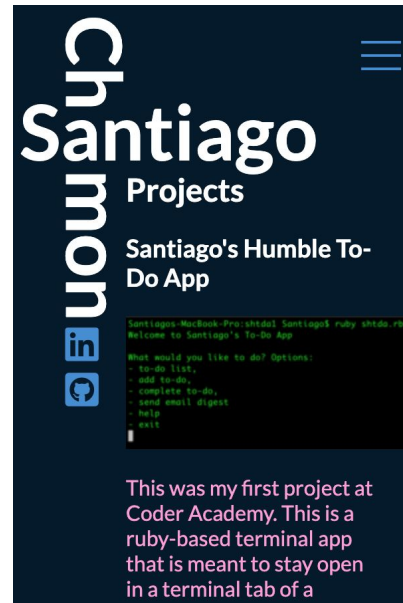 Chamon
Santiago
Projects
Santiago's Humble To-
Do App
Santiagos-MacBook-Pro:shtda1 Santiago$ ruby shtda.rb
Welcome to Santiago's To-Do App
What would you like to do? Options:
- to-do list,
- add to-do,
- complete to-do,
- send email digest
- help
- exit
in
This was my first project at
Coder Academy. This is a
ruby-based terminal app
that is meant to stay open
in a terminal tab of a